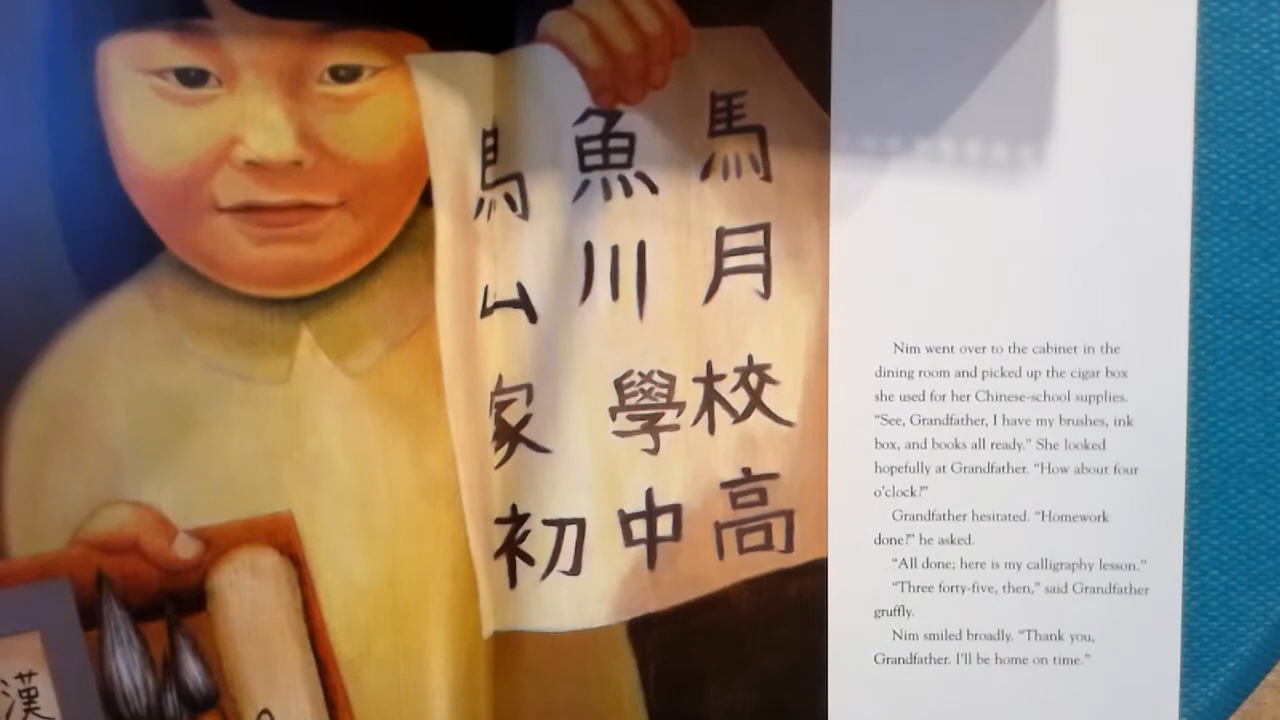 鳥 魚 馬
山 川 月
家 學 校
初 中 高
漢
Nim went over to the cabinet in the
dining room and picked up the cigar box
she used for her Chinese-school supplies.
“See, Grandfather, I have my brushes, ink
box, and books all ready.” She looked
hopefully at Grandfather. “How about four
o’clock?”
Grandfather hesitated. “Homework
done?” he asked.
“All done; here is my calligraphy lesson.”
“Three forty-five, then,” said Grandfather
gruffly.
Nim smiled broadly. “Thank you,
Grandfather. I’ll be home on time.”